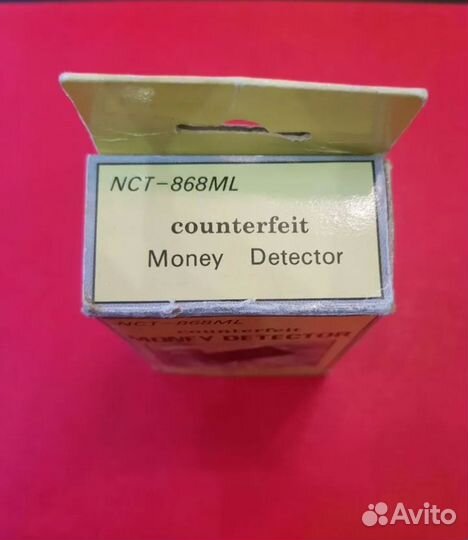 NCT-868ML
counterfeit
Money Detector
NCT-868ML
counterfeit
MONEY DETECTOR
Avito